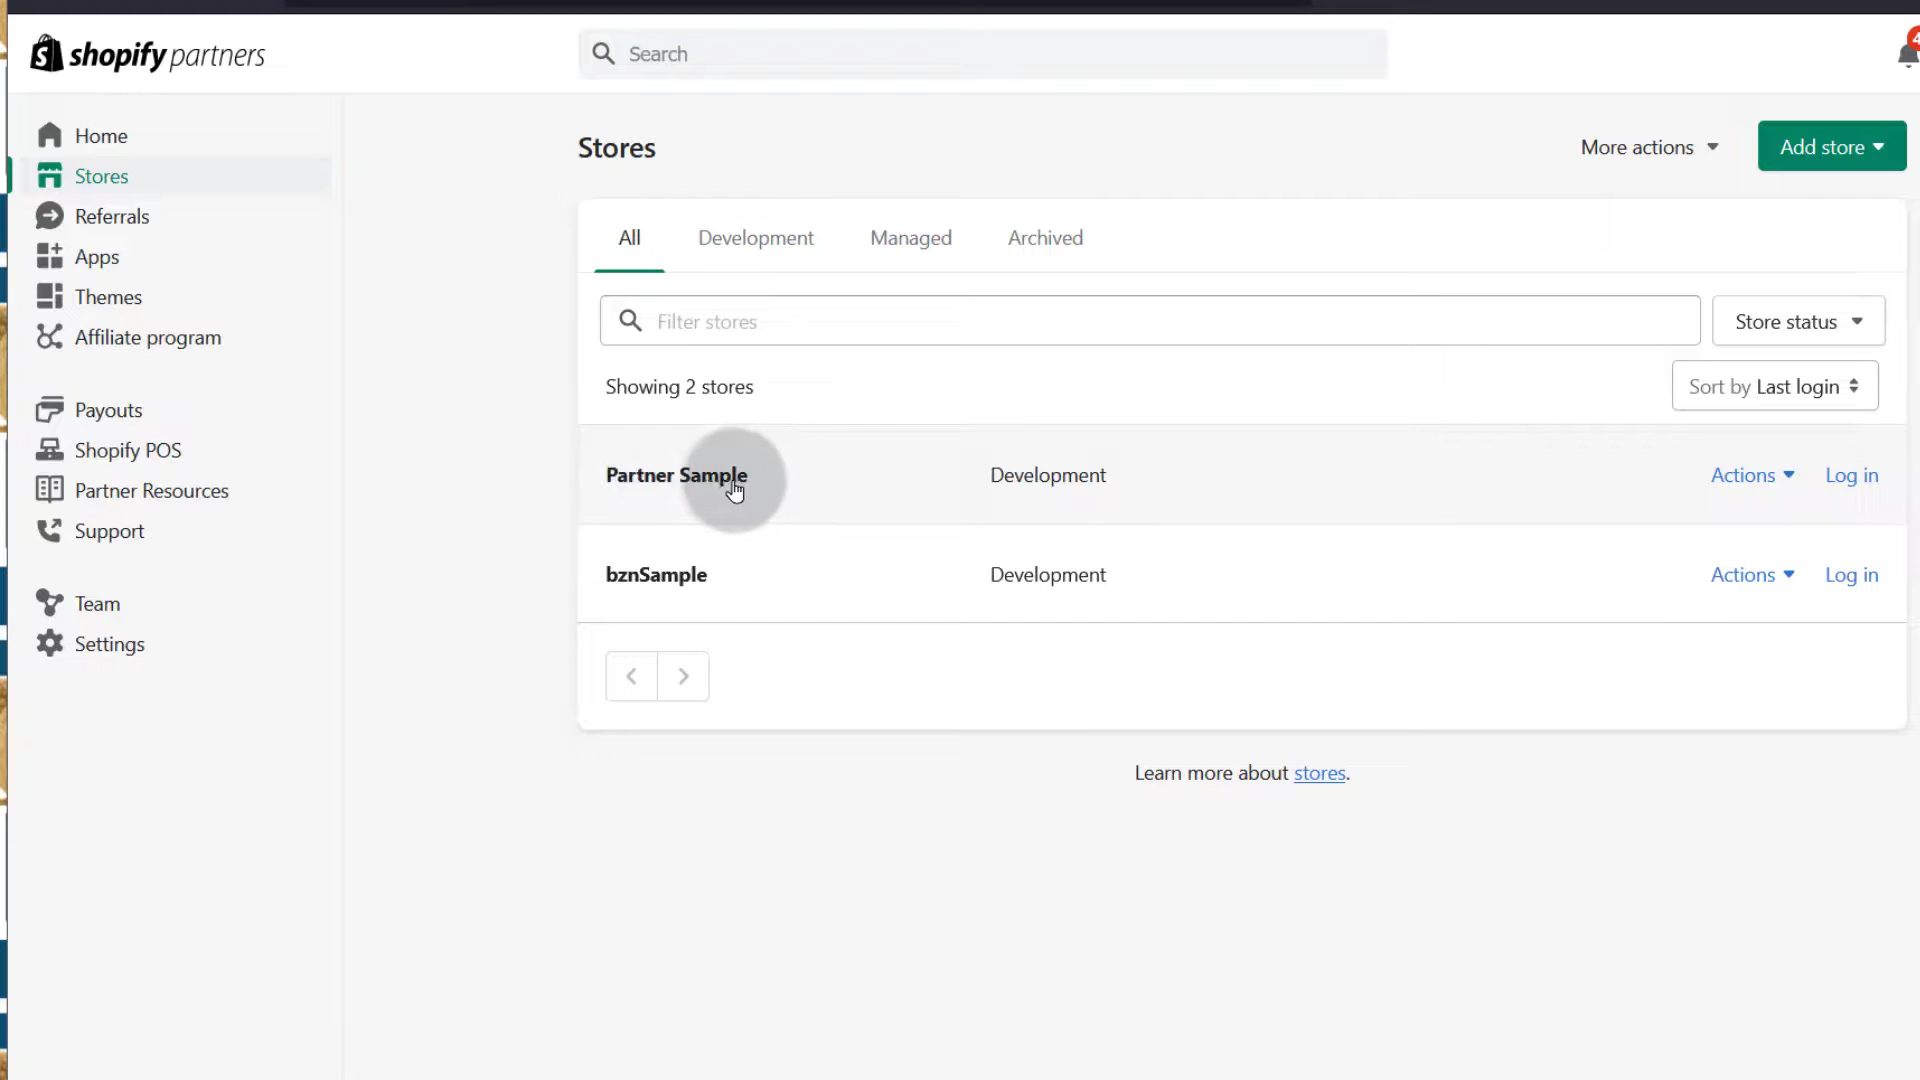 shopify partners
Search
4
Home
Stores
Referrals
Apps
Themes
Affiliate program
Payouts
Shopify POS
Partner Resources
Support
Team
Settings
Stores
More actions
Add store
All
Development
Managed
Archived
Filter stores
Store status
Showing 2 stores
Sort by Last login
Partner Sample
Development
Actions
Log in
bznSample
Development
Actions
Log in
Learn more about stores.